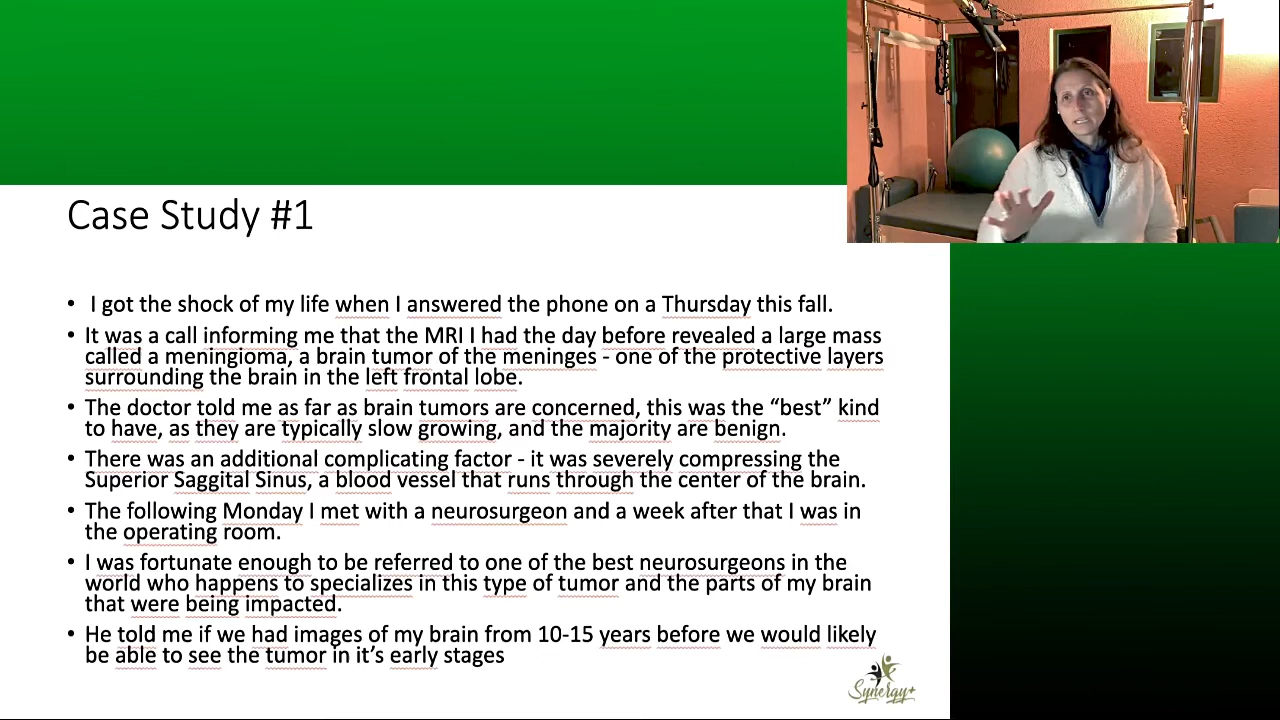 Case Study #1
• I got the shock of my life when I answered the phone on a Thursday this fall.
• It was a call informing me that the MRI I had the day before revealed a large mass
called a meningioma, a brain tumor of the meninges - one of the protective layers
surrounding the brain in the left frontal lobe.
• The doctor told me as far as brain tumors are concerned, this was the “best” kind
to have, as they are typically slow growing, and the majority are benign.
• There was an additional complicating factor - it was severely compressing the
Superior Saggital Sinus, a blood vessel that runs through the center of the brain.
• The following Monday I met with a neurosurgeon and a week after that I was in
the operating room.
• I was fortunate enough to be referred to one of the best neurosurgeons in the
world who happens to specializes in this type of tumor and the parts of my brain
that were being impacted.
• He told me if we had images of my brain from 10-15 years before we would likely
be able to see the tumor in it’s early stages
Synergy+